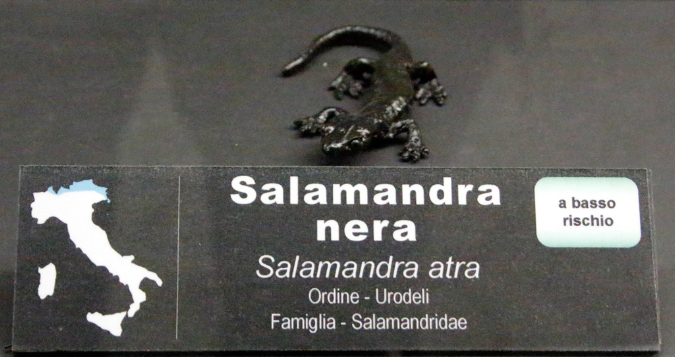 Salamandra
nera
Salamandra atra
Ordine - Urodeli
Famiglia - Salamandridae
a basso
rischio